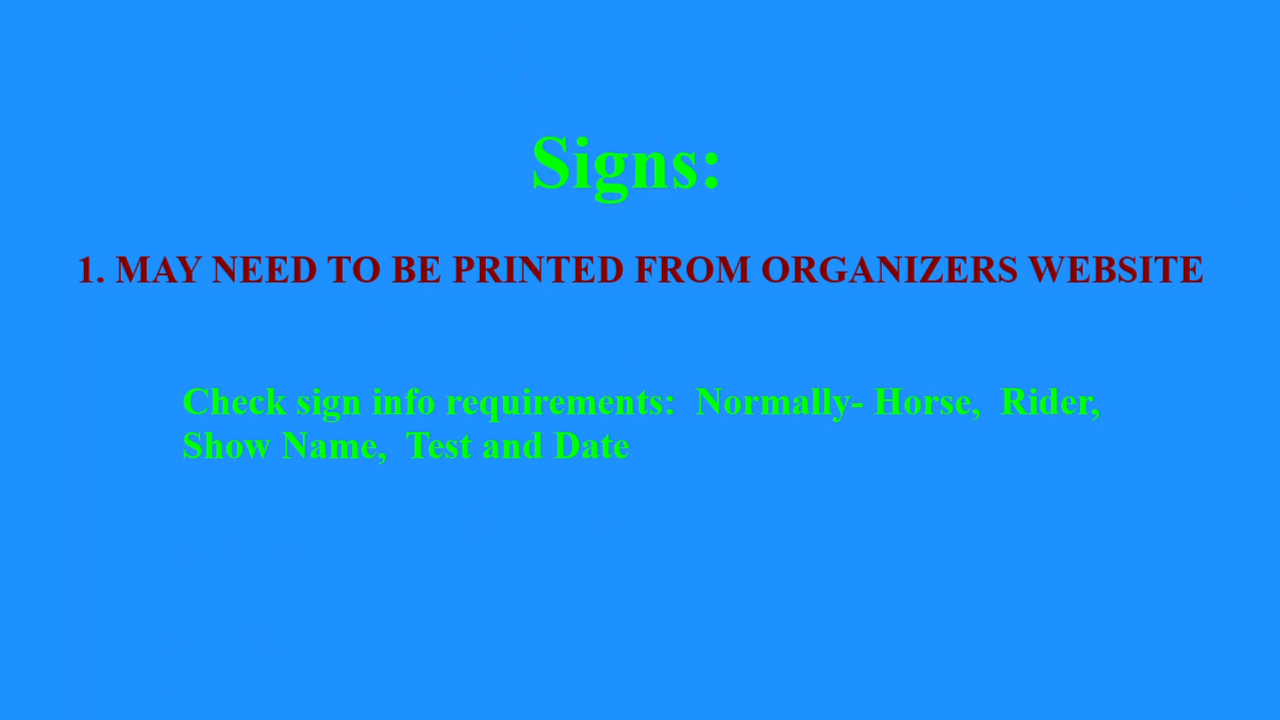 Signs:
1. MAY NEED TO BE PRINTED FROM ORGANIZERS WEBSITE
Check sign info requirements:  Normally- Horse,  Rider,
Show Name,  Test and Date